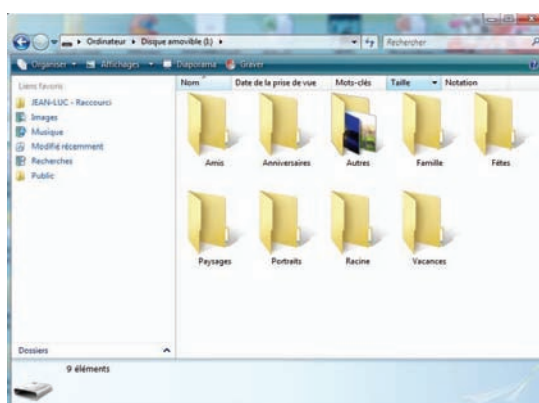 Ordinateur ▸ Disque amovible (I:) ▸
Rechercher
Organiser Affichages Diaporama Graver
Liens favoris
JEAN-LUC - Raccourci
Images
Musique
Modifié récemment
Recherches
Public
Dossiers
Nom Date de la prise de vue Mots-clés Taille Notation
Amis Anniversaires Autres Famille Fêtes
Paysages Portraits Racine Vacances
9 éléments